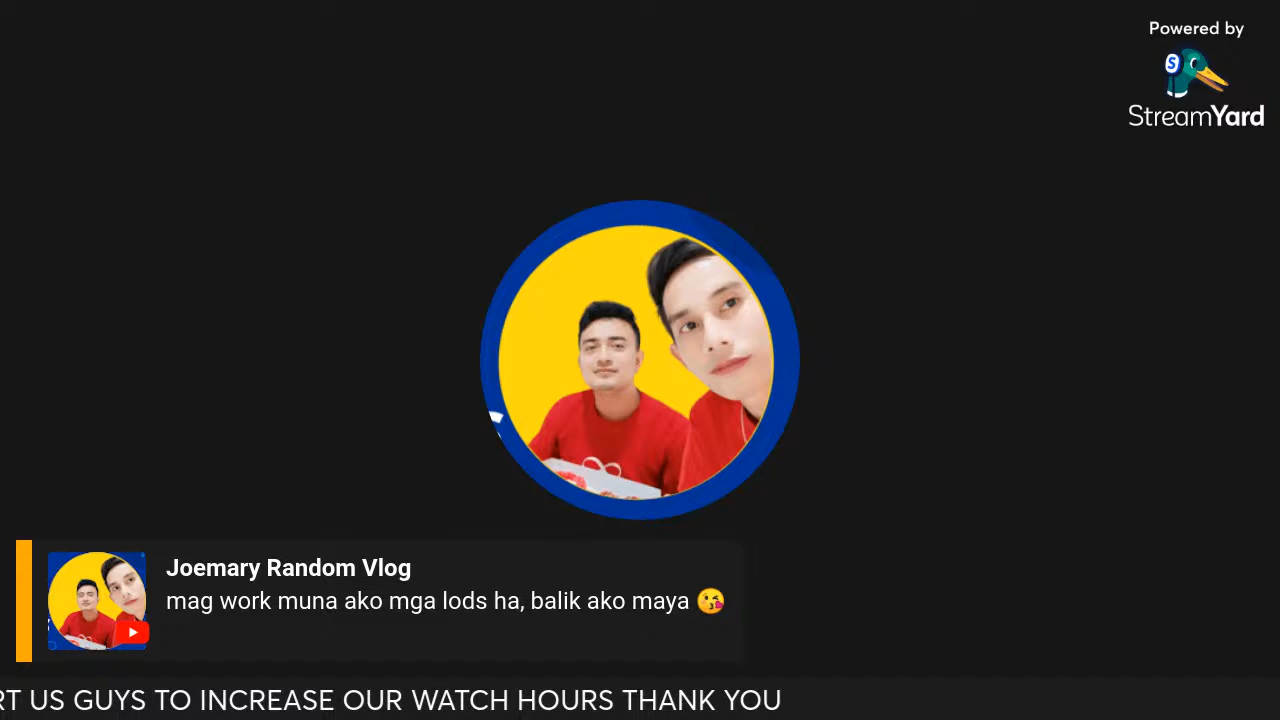 Powered by
S
StreamYard
Joemary Random Vlog
mag work muna ako mga lods ha, balik ako maya 😘
RT US GUYS TO INCREASE OUR WATCH HOURS THANK YOU